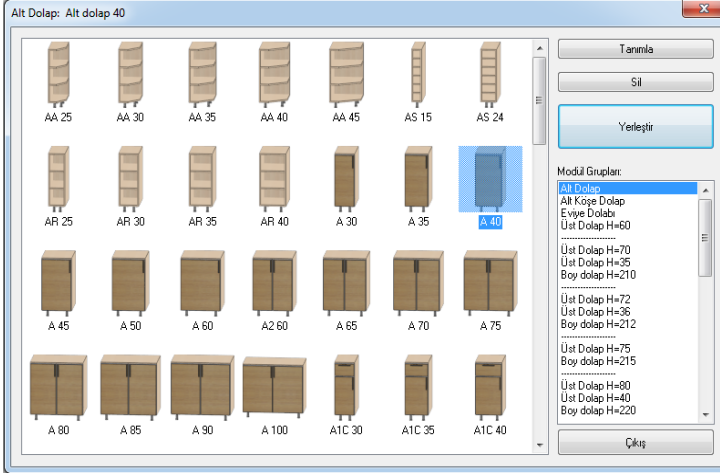 Alt Dolap: Alt dolap 40
AA 25 AA 30 AA 35 AA 40 AA 45 AS 15 AS 24
AR 25 AR 30 AR 35 AR 40 A 30 A 35 A 40
A 45 A 50 A 60 A2 60 A 65 A 70 A 75
A 80 A 85 A 90 A 100 A1C 30 A1C 35 A1C 40
Tanımla
Sil
Yerleştir
Modül Grupları:
Alt Dolap
Alt Köşe Dolap
Eviye Dolabı
Üst Dolap H=60
--------------------
Üst Dolap H=70
Üst Dolap H=35
Boy dolap H=210
--------------------
Üst Dolap H=72
Üst Dolap H=36
Boy dolap H=212
--------------------
Üst Dolap H=75
Boy dolap H=215
--------------------
Üst Dolap H=80
Üst Dolap H=40
Boy dolap H=220
Çıkış